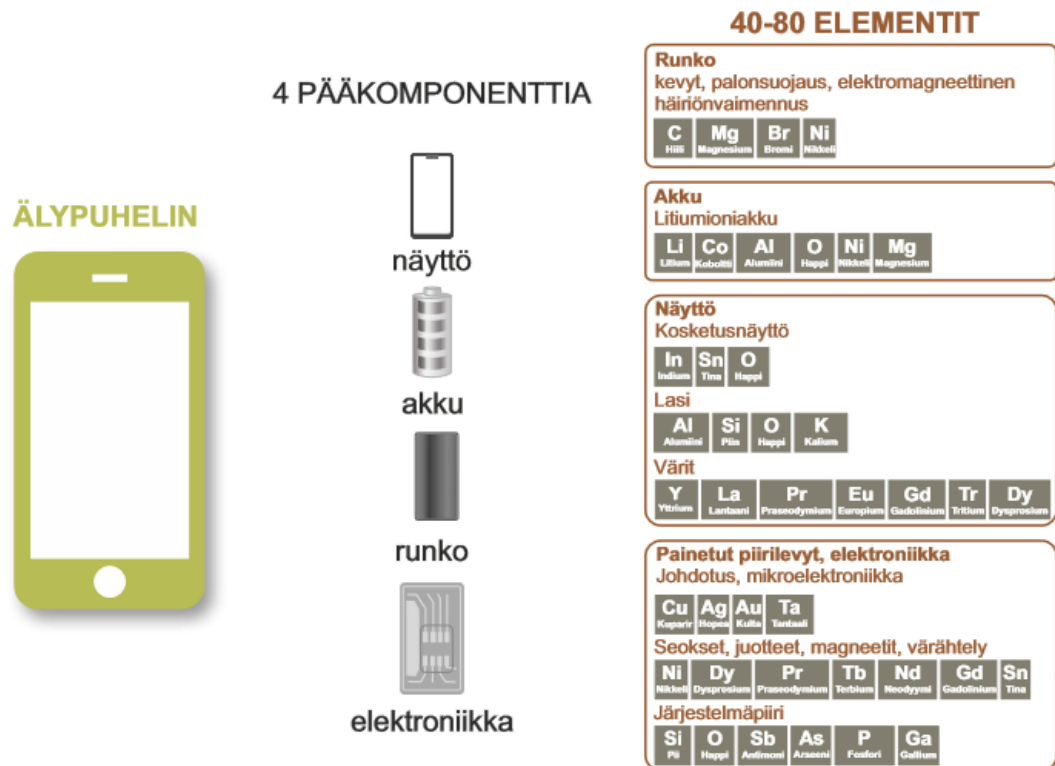 ÄLYPUHELIN
4 PÄÄKOMPONENTTIA
näyttö
akku
runko
elektroniikka
40-80 ELEMENTIT
Runko
kevyt, palonsuojaus, elektromagneettinen
häiriönvaimennus
C Mg Br Ni
Hiili Magnesium Bromi Nikkeli
Akku
Litiumioniakku
Li Co Al O Ni Mg
Litium Koboltti Alumiini Happi Nikkeli Magnesium
Näyttö
Kosketusnäyttö
In Sn O
Indium Tina Happi
Lasi
Al Si O K
Alumiini Piin Happi Kalium
Värit
Y La Pr Eu Gd Tr Dy
Yttrium Lantaani Praseodymium Europium Gadolinium Tritium Dysprosium
Painetut piirilevyt, elektroniikka
Johdotus, mikroelektroniikka
Cu Ag Au Ta
Kuparir Hopea Kulta Tantaali
Seokset, juotteet, magneetit, värähtely
Ni Dy Pr Tb Nd Gd Sn
Nikkeli Dysprosium Praseodymium Terbium Neodyymi Gadolinium Tina
Järjestelmäpiiri
Si O Sb As P Ga
Pii Happi Antimoni Arseeni Fosfori Gallium